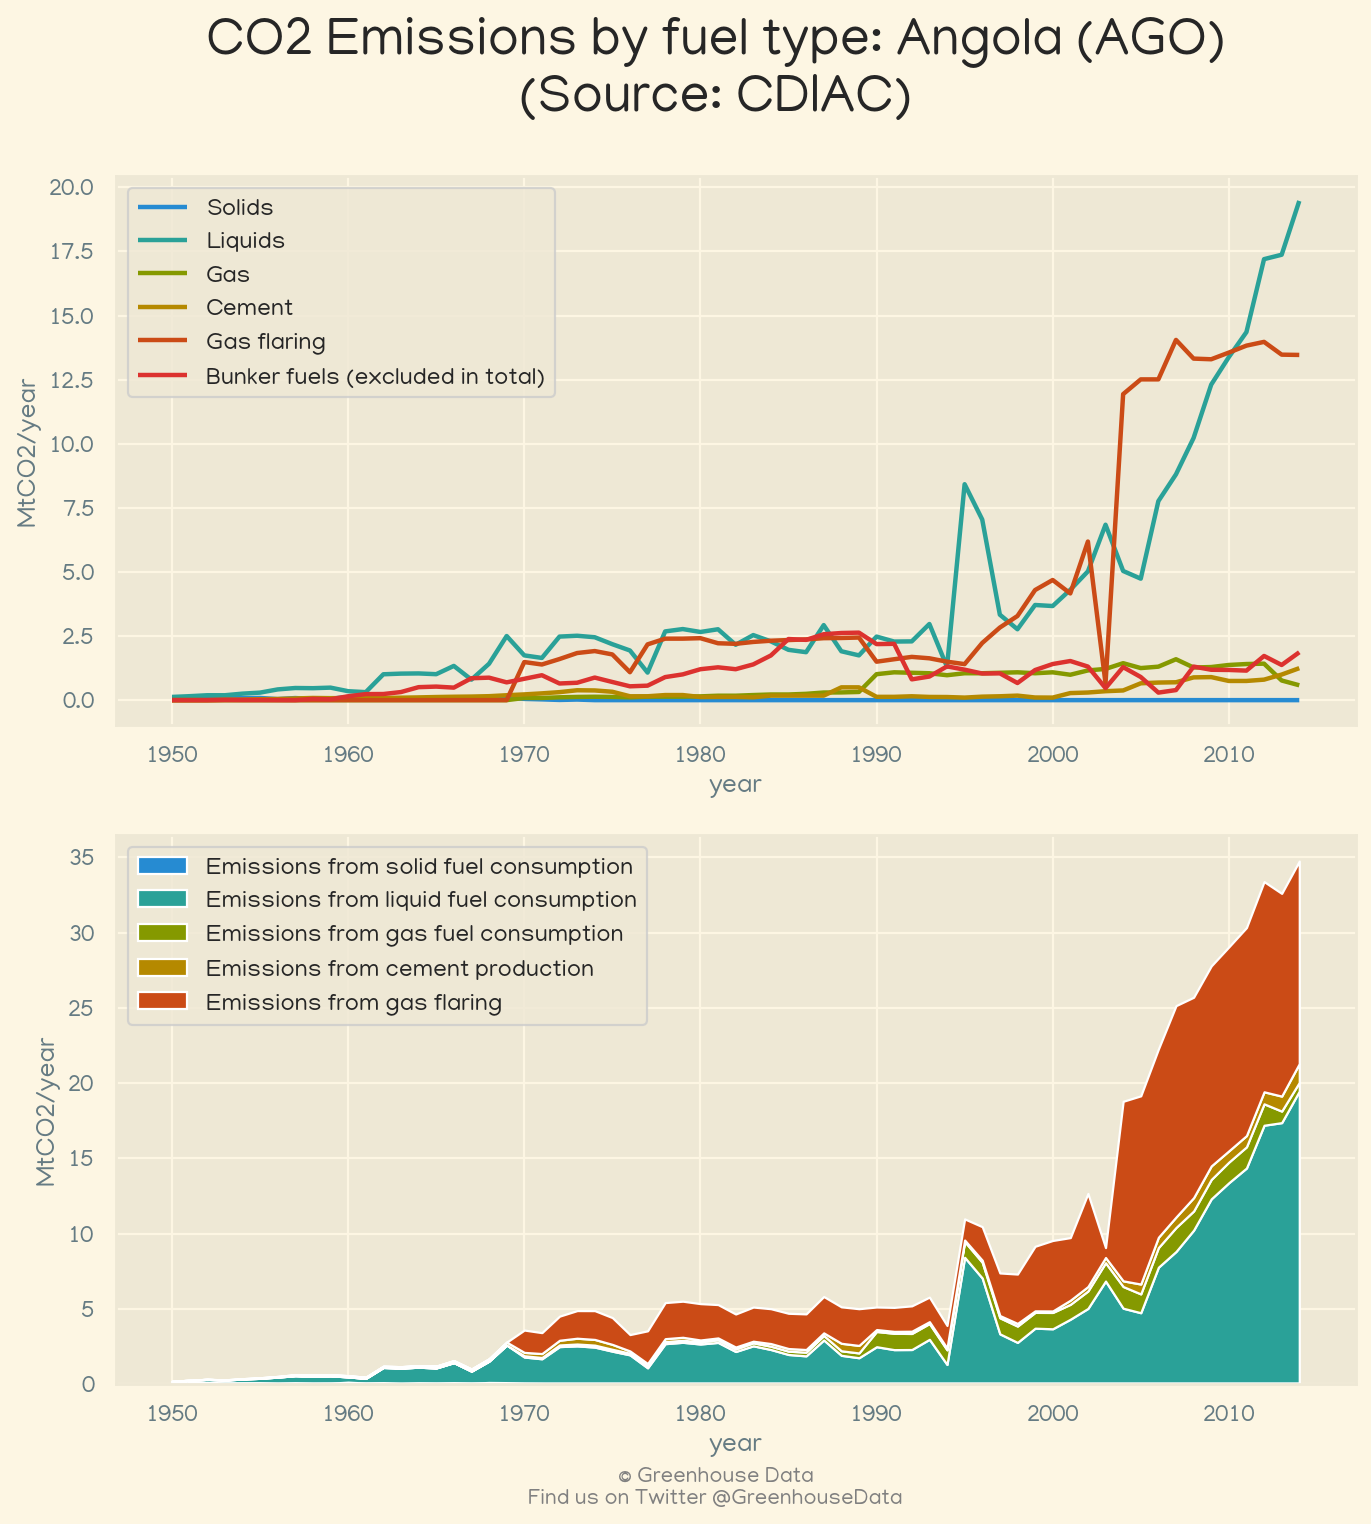 CO2 Emissions by fuel type: Angola (AGO)
(Source: CDIAC)
MtCO2/year
20.0
17.5
15.0
12.5
10.0
7.5
5.0
2.5
0.0
Solids
Liquids
Gas
Cement
Gas flaring
Bunker fuels (excluded in total)
1950 1960 1970 1980 1990 2000 2010
year
MtCO2/year
35
30
25
20
15
10
5
0
Emissions from solid fuel consumption
Emissions from liquid fuel consumption
Emissions from gas fuel consumption
Emissions from cement production
Emissions from gas flaring
1950 1960 1970 1980 1990 2000 2010
year
© Greenhouse Data
Find us on Twitter @GreenhouseData